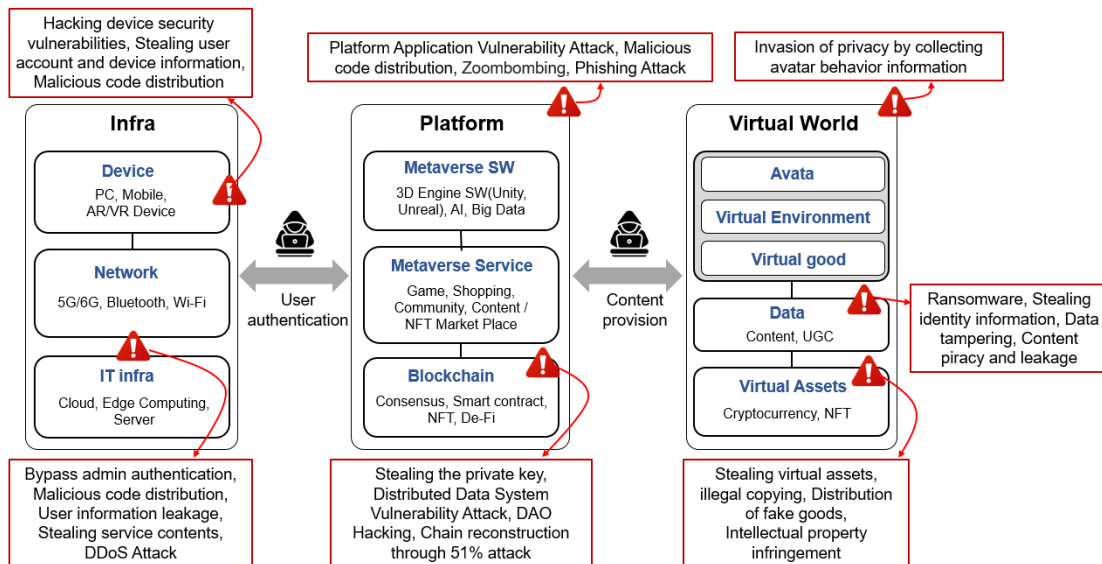 Hacking device security
vulnerabilities, Stealing user
account and device information,
Malicious code distribution
Platform Application Vulnerability Attack, Malicious
code distribution, Zoombombing, Phishing Attack
Invasion of privacy by collecting
avatar behavior information
Infra
Device
PC, Mobile,
AR/VR Device
Network
5G/6G, Bluetooth, Wi-Fi
IT infra
Cloud, Edge Computing,
Server
User
authentication
Platform
Metaverse SW
3D Engine SW(Unity,
Unreal), AI, Big Data
Metaverse Service
Game, Shopping,
Community, Content /
NFT Market Place
Blockchain
Consensus, Smart contract,
NFT, De-Fi
Content
provision
Virtual World
Avata
Virtual Environment
Virtual good
Data
Content, UGC
Virtual Assets
Cryptocurrency, NFT
Ransomware, Stealing
identity information, Data
tampering, Content
piracy and leakage
Bypass admin authentication,
Malicious code distribution,
User information leakage,
Stealing service contents,
DDoS Attack
Stealing the private key,
Distributed Data System
Vulnerability Attack, DAO
Hacking, Chain reconstruction
through 51% attack
Stealing virtual assets,
illegal copying, Distribution
of fake goods,
Intellectual property
infringement